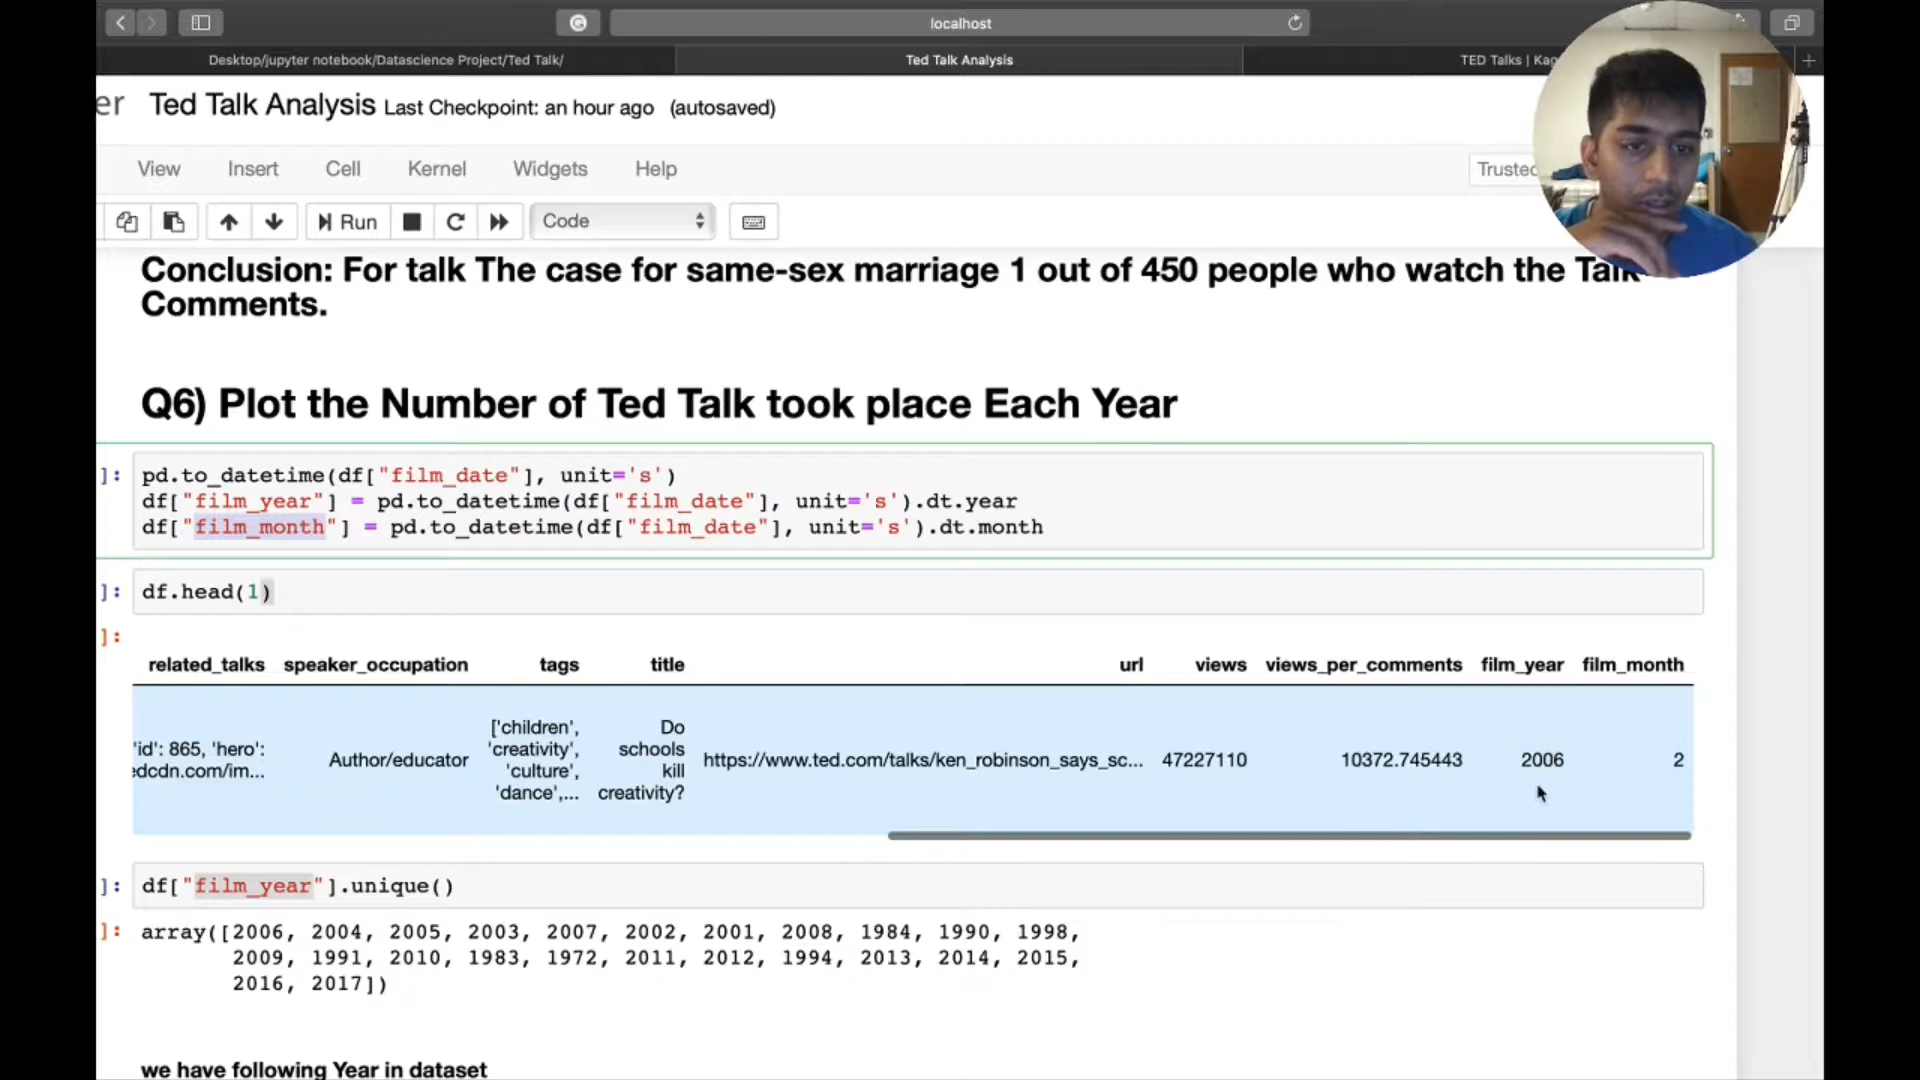 localhost
Desktop/jupyter notebook/Datascience Project/Ted Talk/
Ted Talk Analysis
TED Talks |
er Ted Talk Analysis Last Checkpoint: an hour ago (autosaved)
View Insert Cell Kernel Widgets Help
Trusted
Run
Code
Conclusion: For talk The case for same-sex marriage 1 out of 450 people who watch the Talk
Comments.
Q6) Plot the Number of Ted Talk took place Each Year
]: pd.to_datetime(df["film_date"], unit='s')
df["film_year"] = pd.to_datetime(df["film_date"], unit='s').dt.year
df["film_month"] = pd.to_datetime(df["film_date"], unit='s').dt.month
]: df.head(1)
]:
related_talks speaker_occupation tags title url views views_per_comments film_year film_month
['children', Do
'id': 865, 'hero': 'creativity', schools
Author/educator https://www.ted.com/talks/ken_robinson_says_sc... 47227110 10372.745443 2006 2
edcdn.com/im... 'culture', kill
'dance',... creativity?
]: df["film_year"].unique()
]: array([2006, 2004, 2005, 2003, 2007, 2002, 2001, 2008, 1984, 1990, 1998,
2009, 1991, 2010, 1983, 1972, 2011, 2012, 1994, 2013, 2014, 2015,
2016, 2017])
we have following Year in dataset